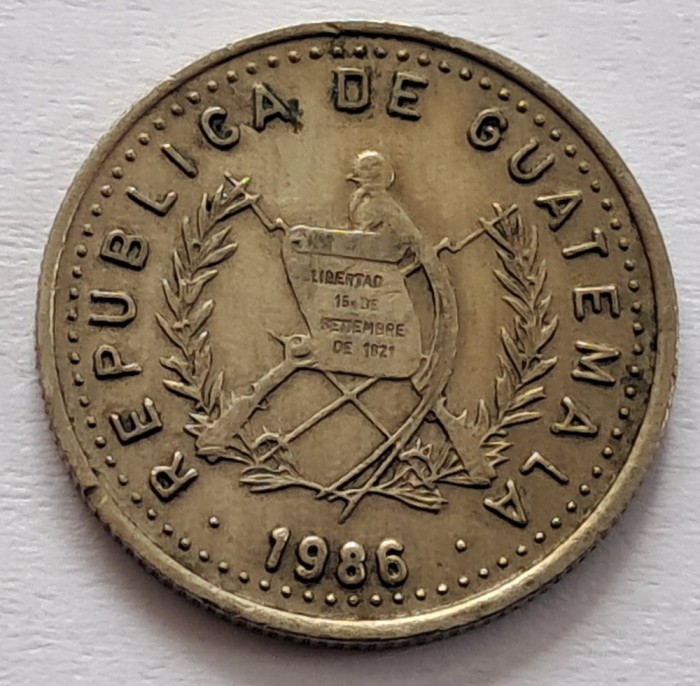 REPUBLICA DE GUATEMALA
LIBERTAD
15 DE
SETIEMBRE
DE 1821
1986